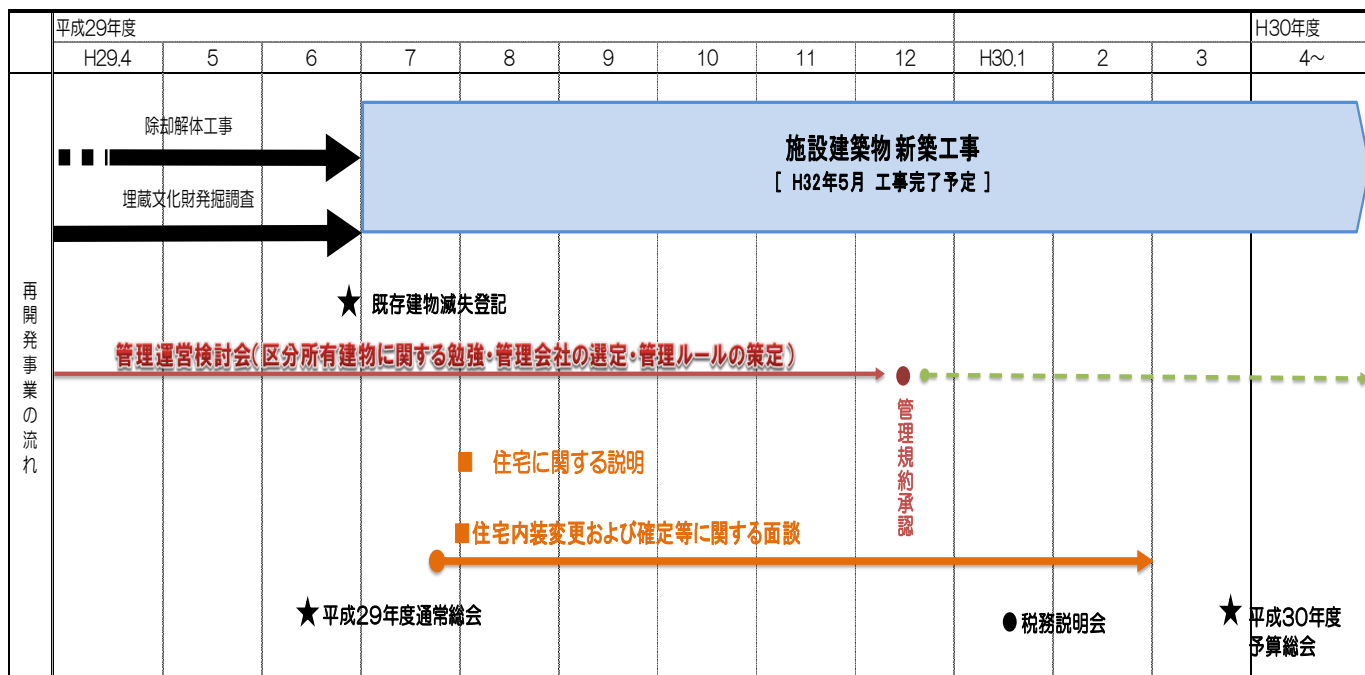 平成29年度
H30年度
H29.4 5 6 7 8 9 10 11 12 H30.1 2 3 4～
再開発事業の流れ
除却解体工事
施設建築物 新築工事
[ H32年5月 工事完了予定 ]
埋蔵文化財発掘調査
★ 既存建物滅失登記
管理運営検討会(区分所有建物に関する勉強・管理会社の選定・管理ルールの策定)
管理規約承認
■ 住宅に関する説明
■住宅内装変更および確定等に関する面談
★平成29年度通常総会
●税務説明会
★平成30年度
予算総会